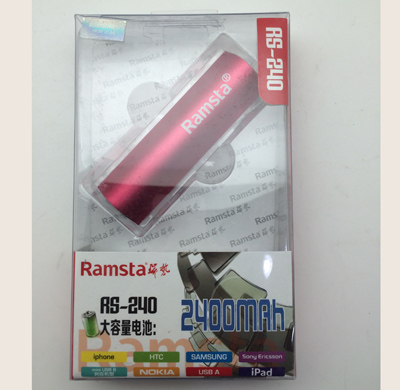 RS-240
Ramsta®
Ramsta 瑞戬
RS-240
大容量电池:
2400MAh
iphone
HTC
SAMSUNG
Sony Ericsson
NOKIA
USB A
iPad